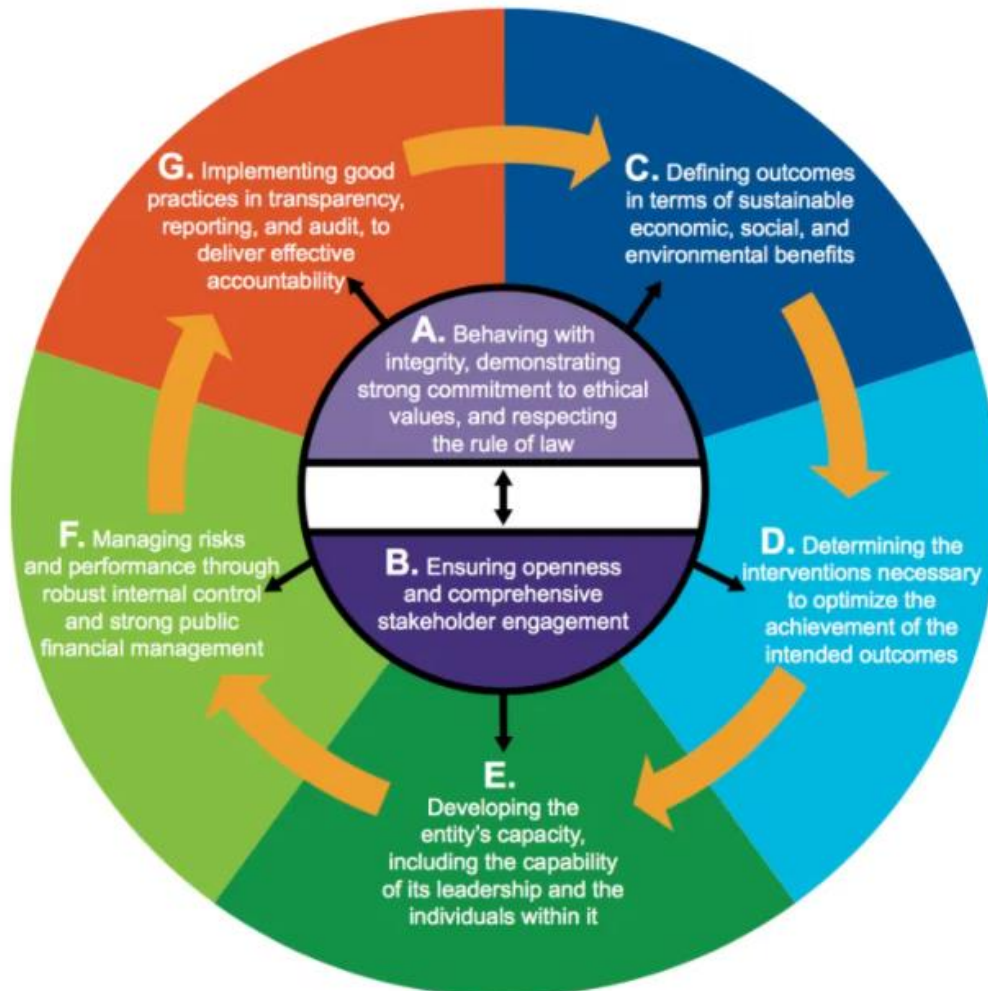 A. Behaving with
integrity, demonstrating
strong commitment to ethical
values, and respecting
the rule of law
B. Ensuring openness
and comprehensive
stakeholder engagement
C. Defining outcomes
in terms of sustainable
economic, social, and
environmental benefits
D. Determining the
interventions necessary
to optimize the
achievement of the
intended outcomes
E.
Developing the
entity's capacity,
including the capability
of its leadership and the
individuals within it
F. Managing risks
and performance through
robust internal control
and strong public
financial management
G. Implementing good
practices in transparency,
reporting, and audit, to
deliver effective
accountability